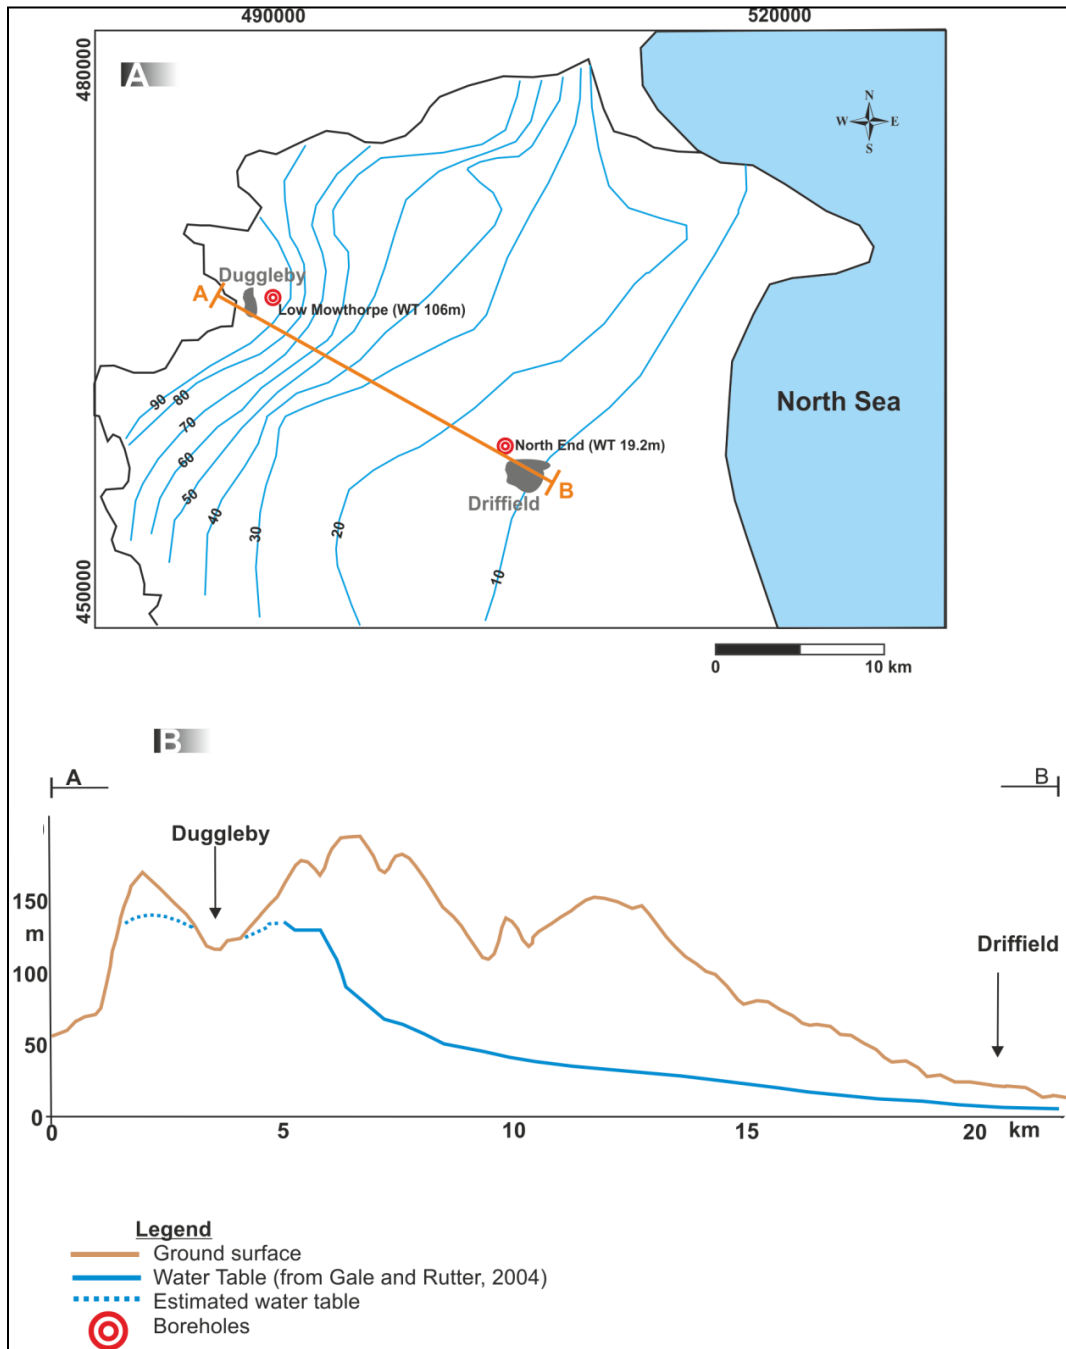 490000
520000
480000
A
N
W E
S
Duggleby
A
Low Mowthorpe (WT 106m)
90
80
70
60
50
40
30
20
10
North Sea
North End (WT 19.2m)
B
Driffield
450000
0 10 km
B
A
B
Duggleby
150
m
Driffield
100
50
0
0 5 10 15 20 km
Legend
Ground surface
Water Table (from Gale and Rutter, 2004)
Estimated water table
Boreholes